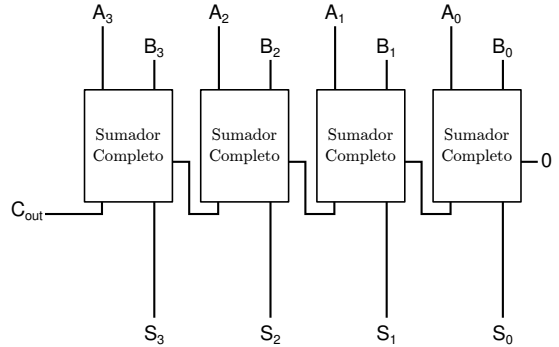 A₃ A₂ A₁ A₀
B₃ B₂ B₁ B₀
Sumador Sumador Sumador Sumador
Completo Completo Completo Completo
0
Cout
S₃ S₂ S₁ S₀